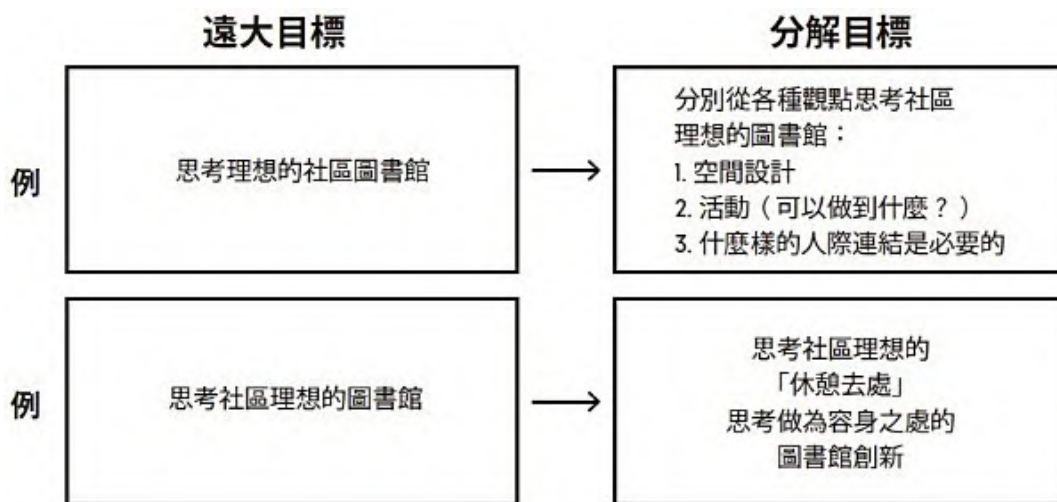 遠大目標
分解目標
例
思考理想的社區圖書館
分別從各種觀點思考社區
理想的圖書館：
1. 空間設計
2. 活動（可以做到什麼？）
3. 什麼樣的人際連結是必要的
例
思考社區理想的圖書館
思考社區理想的
「休憩去處」
思考做為容身之處的
圖書館創新